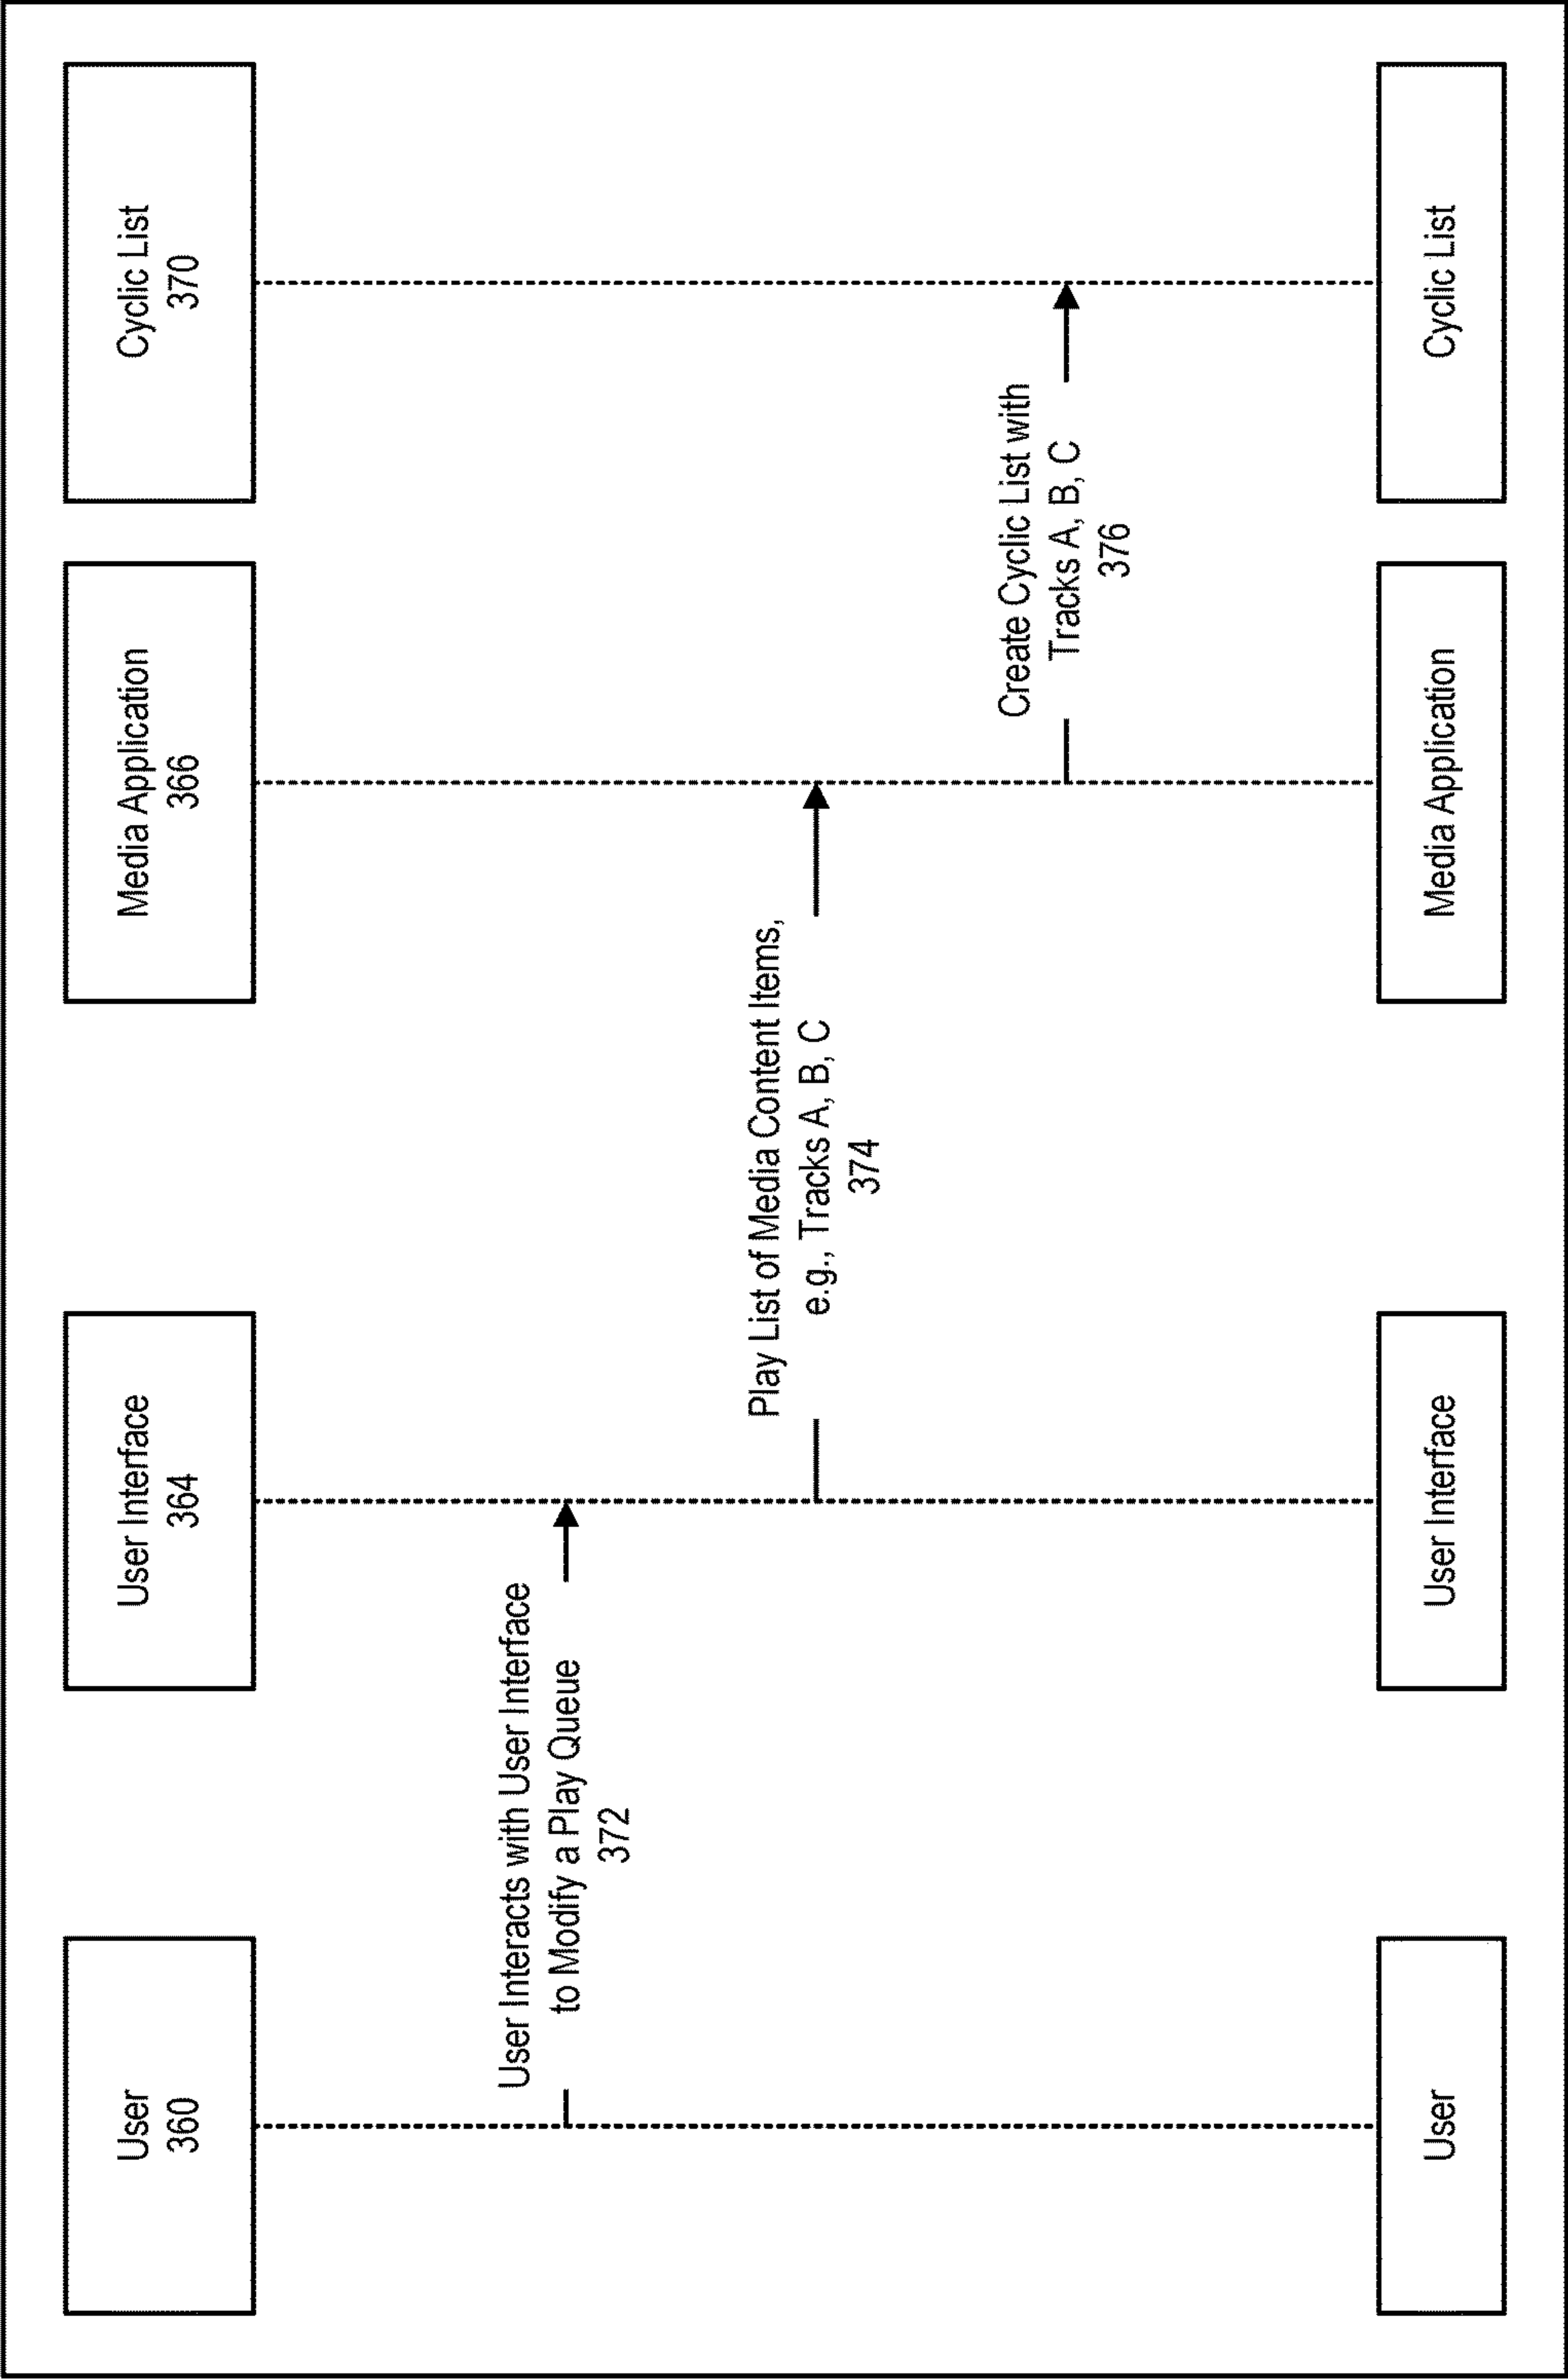 User
360
User Interface
364
Media Application
366
Cyclic List
370
User Interacts with User Interface
to Modify a Play Queue
372
Play List of Media Content Items,
e.g., Tracks A, B, C
374
Create Cyclic List with
Tracks A, B, C
376
User
User Interface
Media Application
Cyclic List